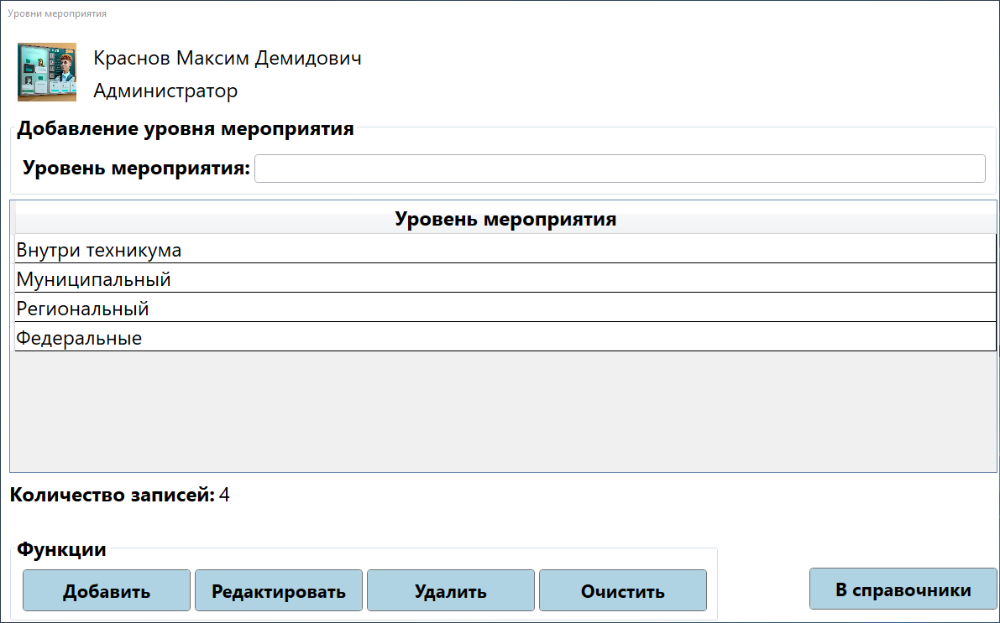 Уровни мероприятия
Краснов Максим Демидович
Администратор
Добавление уровня мероприятия
Уровень мероприятия:
Уровень мероприятия
Внутри техникума
Муниципальный
Региональный
Федеральные
Количество записей: 4
Функции
Добавить Редактировать Удалить Очистить В справочники